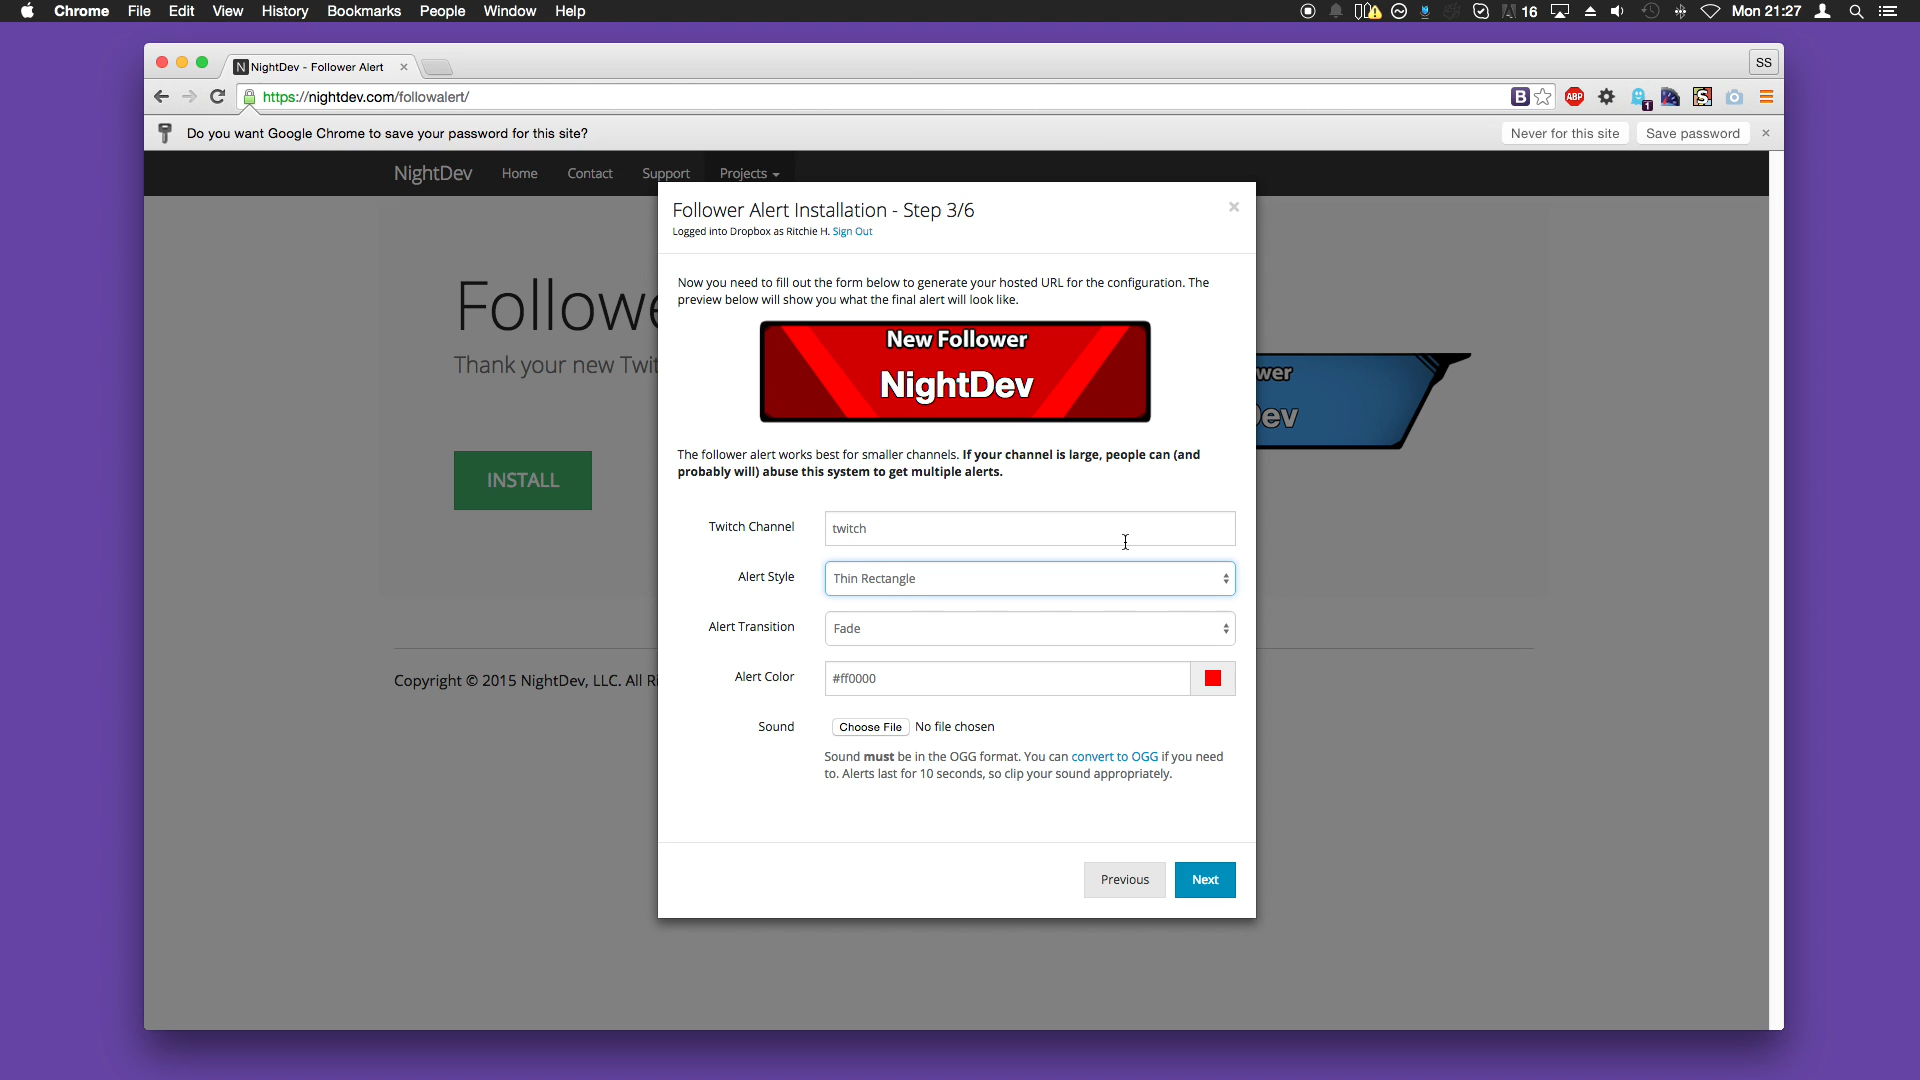 Chrome File Edit View History Bookmarks People Window Help
16 Mon 21:27
NightDev - Follower Alert
SS
https://nightdev.com/followalert/
B ABP 1 S
Do you want Google Chrome to save your password for this site?
Never for this site Save password
NightDev Home Contact Support Projects
Follower Alert Installation - Step 3/6
Logged into Dropbox as Ritchie H. Sign Out
Now you need to fill out the form below to generate your hosted URL for the configuration. The
preview below will show you what the final alert will look like.
Followe
Thank your new Twit
INSTALL
New Follower
NightDev
wer
Dev
The follower alert works best for smaller channels. If your channel is large, people can (and
probably will) abuse this system to get multiple alerts.
Twitch Channel twitch
Alert Style Thin Rectangle
Alert Transition Fade
Alert Color #ff0000
Sound Choose File No file chosen
Sound must be in the OGG format. You can convert to OGG if you need
to. Alerts last for 10 seconds, so clip your sound appropriately.
Copyright © 2015 NightDev, LLC. All Ri
Previous Next